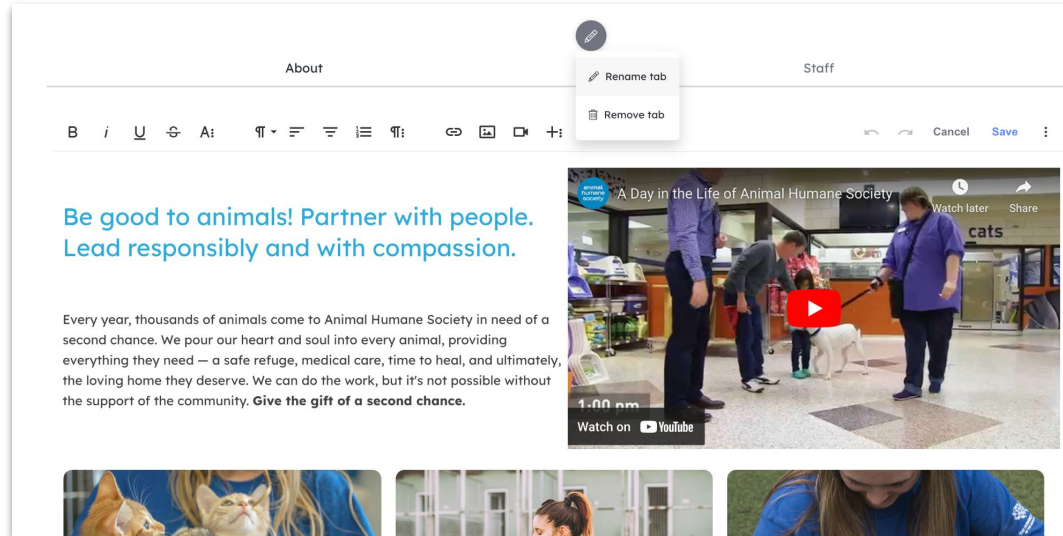 About
Staff
Rename tab
Remove tab
B i U S A
Cancel
Save
animal
humane
society
A Day in the Life of Animal Humane Society
Watch later
Share
cats
Be good to animals! Partner with people.
Lead responsibly and with compassion.
Every year, thousands of animals come to Animal Humane Society in need of a
second chance. We pour our heart and soul into every animal, providing
everything they need — a safe refuge, medical care, time to heal, and ultimately,
the loving home they deserve. We can do the work, but it's not possible without
the support of the community. Give the gift of a second chance.
1:00 pm
Watch on YouTube